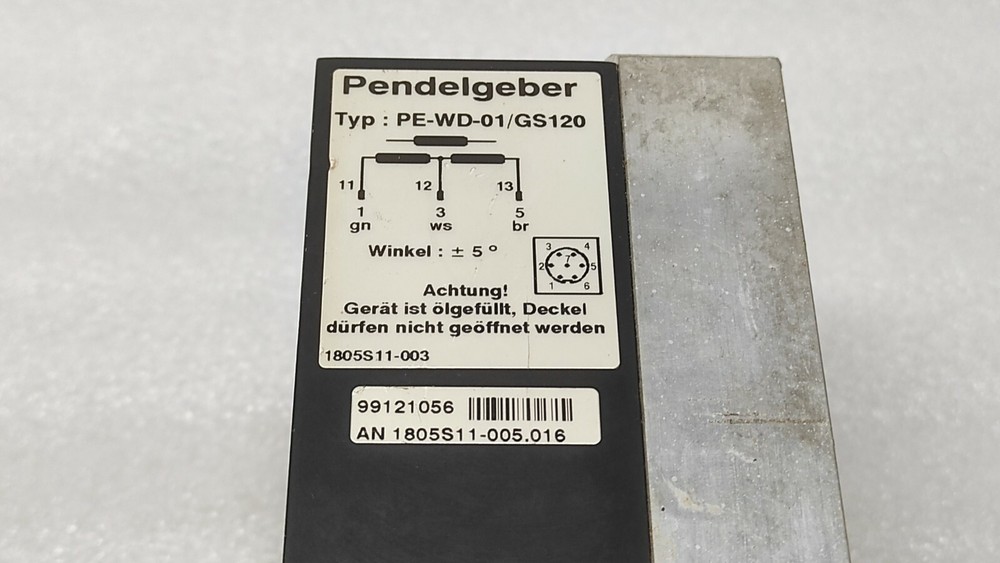 Pendelgeber
Typ : PE-WD-01/GS120
11 12 13
1 3 5
gn ws br
Winkel : ± 5 °
3 4
2 7 5
1 6
Achtung!
Gerät ist ölgefüllt, Deckel
dürfen nicht geöffnet werden
1805S11-003
99121056
AN 1805S11-005.016